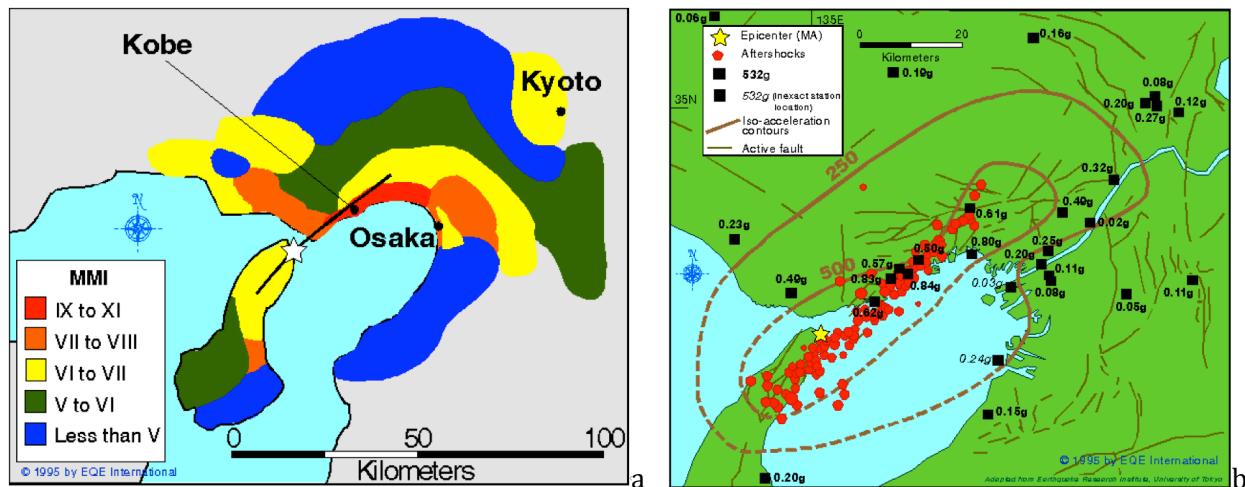 Kobe
Kyoto
Osaka
N
MMI
IX to XI
VII to VIII
VI to VII
V to VI
Less than V
0 50 100
Kilometers
© 1995 by EQE International
a
0.06g
135E
Epicenter (MA)
Aftershocks
532g
532g (inexact station
location)
Iso-acceleration
contours
Active fault
0 20
Kilometers
0.16g
0.19g
35N
0.08g
0.20g
0.12g
0.27g
250
0.32g
0.49g
0.61g
0.02g
0.23g
0.80g
0.25g
0.50g
0.20g
0.57g
500
0.11g
N
0.83g
0.84g
0.03g
0.08g
0.11g
0.49g
0.05g
0.62g
0.24g
0.15g
© 1995 by EQE International
0.20g
Adapted from Earthquake Research Institute, University of Tokyo
b